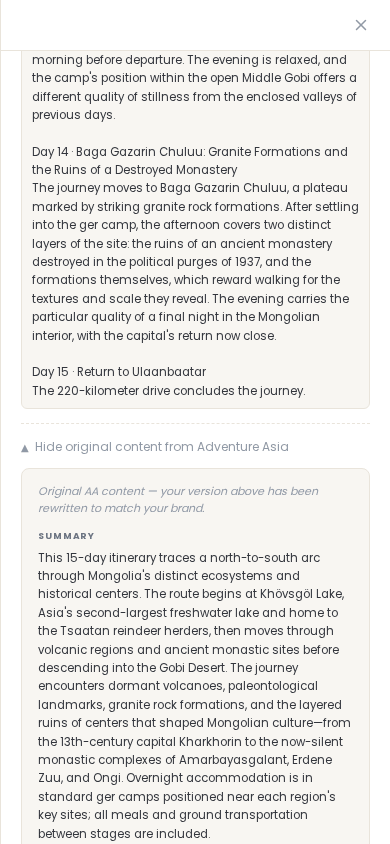 morning before departure. The evening is relaxed, and
the camp's position within the open Middle Gobi offers a
different quality of stillness from the enclosed valleys of
previous days.
Day 14 · Baga Gazarin Chuluu: Granite Formations and
the Ruins of a Destroyed Monastery
The journey moves to Baga Gazarin Chuluu, a plateau
marked by striking granite rock formations. After settling
into the ger camp, the afternoon covers two distinct
layers of the site: the ruins of an ancient monastery
destroyed in the political purges of 1937, and the
formations themselves, which reward walking for the
textures and scale they reveal. The evening carries the
particular quality of a final night in the Mongolian
interior, with the capital's return now close.
Day 15 · Return to Ulaanbaatar
The 220-kilometer drive concludes the journey.
▲ Hide original content from Adventure Asia
Original AA content — your version above has been
rewritten to match your brand.
SUMMARY
This 15-day itinerary traces a north-to-south arc
through Mongolia's distinct ecosystems and
historical centers. The route begins at Khövsgöl Lake,
Asia's second-largest freshwater lake and home to
the Tsaatan reindeer herders, then moves through
volcanic regions and ancient monastic sites before
descending into the Gobi Desert. The journey
encounters dormant volcanoes, paleontological
landmarks, granite rock formations, and the layered
ruins of centers that shaped Mongolian culture—from
the 13th-century capital Kharkhorin to the now-silent
monastic complexes of Amarbayasgalant, Erdene
Zuu, and Ongi. Overnight accommodation is in
standard ger camps positioned near each region's
key sites; all meals and ground transportation
between stages are included.